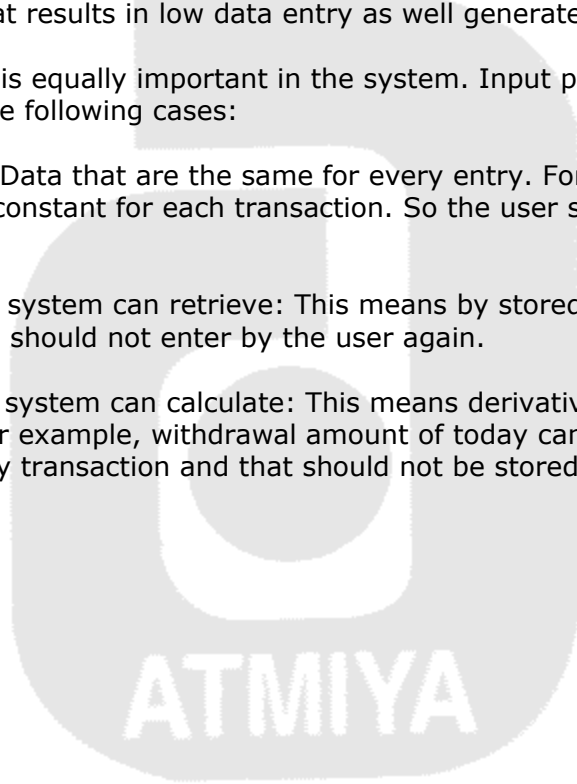 at results in low data entry as well generate
is equally important in the system. Input p
e following cases:
Data that are the same for every entry. For
constant for each transaction. So the user s
system can retrieve: This means by stored
should not enter by the user again.
system can calculate: This means derivativ
r example, withdrawal amount of today can
y transaction and that should not be stored
ATMIYA